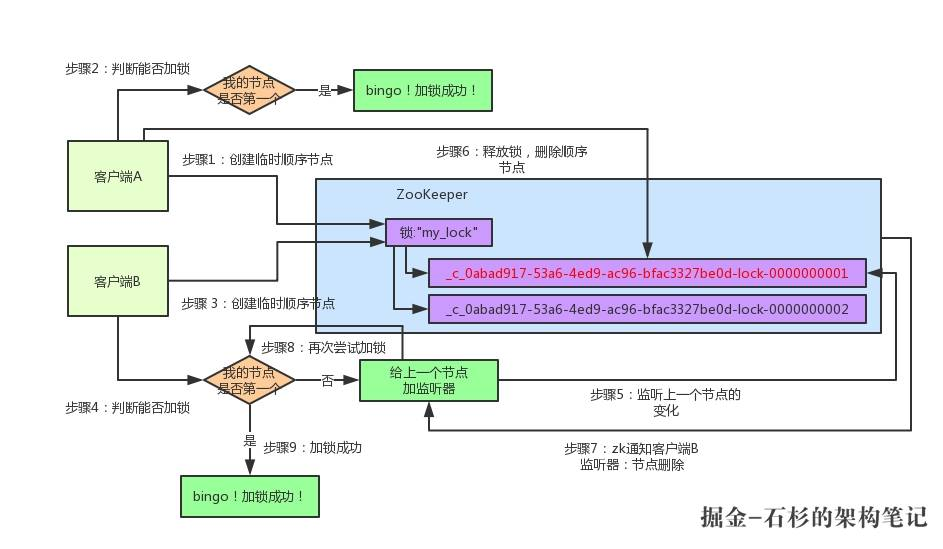 步骤2：判断能否加锁
我的节点
是否第一个
是
bingo！加锁成功！
步骤1：创建临时顺序节点
步骤6：释放锁，删除顺序
节点
客户端A
ZooKeeper
锁:"my_lock"
客户端B
_c_0abad917-53a6-4ed9-ac96-bfac3327be0d-lock-0000000001
步骤 3：创建临时顺序节点
_c_0abad917-53a6-4ed9-ac96-bfac3327be0d-lock-0000000002
步骤8：再次尝试加锁
我的节点
是否第一个
否
给上一个节点
加监听器
步骤5：监听上一个节点的
变化
步骤4：判断能否加锁
是
步骤9：加锁成功
步骤7：zk通知客户端B
监听器：节点删除
bingo！加锁成功！
掘金-石杉的架构笔记